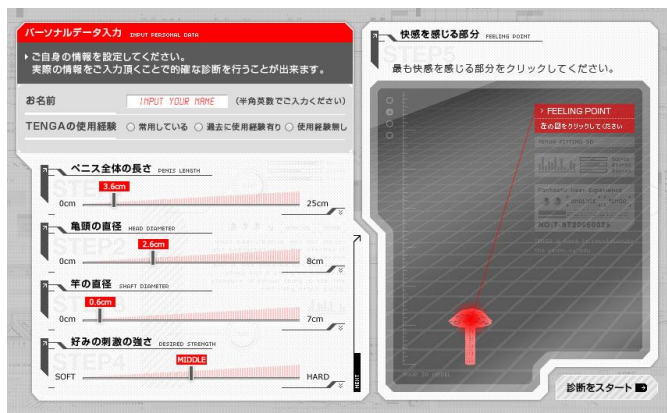 パーソナルデータ入力 INPUT PERSONAL DATA
ご自身の情報を設定してください。
実際の情報をご入力頂くことで的確な診断を行うことが出来ます。
お名前 INPUT YOUR NAME (半角英数でご入力ください)
TENGAの使用経験 常用している 過去に使用経験有り 使用経験無し
ペニス全体の長さ PENIS LENGTH
3.6cm
0cm 25cm
亀頭の直径 HEAD DIAMETER
STEP2
2.6cm
0cm 8cm
竿の直径 SHAFT DIAMETER
0.6cm
0cm 7cm
好みの刺激の強さ DESIRED STRENGTH
STEP4
MIDDLE
SOFT HARD
快感を感じる部分 FEELING POINT
STEP5
最も快感を感じる部分をクリックしてください。
FEELING POINT
左の図をクリックしてください
診断をスタート